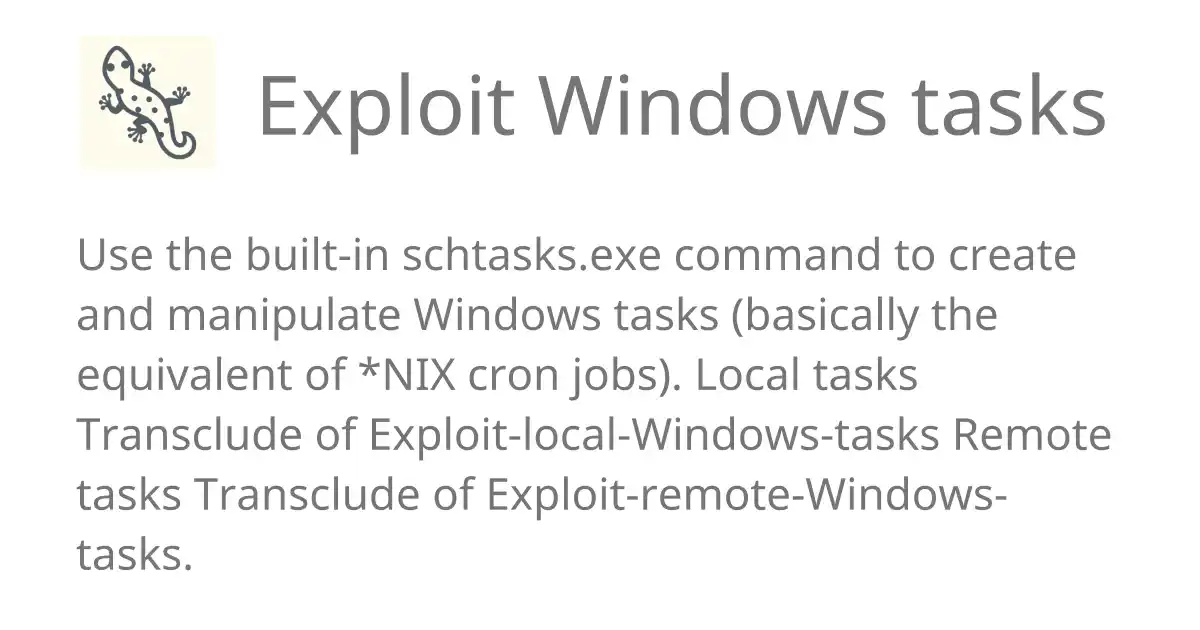 Exploit Windows tasks
Use the built-in schtasks.exe command to create
and manipulate Windows tasks (basically the
equivalent of *NIX cron jobs). Local tasks
Transclude of Exploit-local-Windows-tasks Remote
tasks Transclude of Exploit-remote-Windows-
tasks.